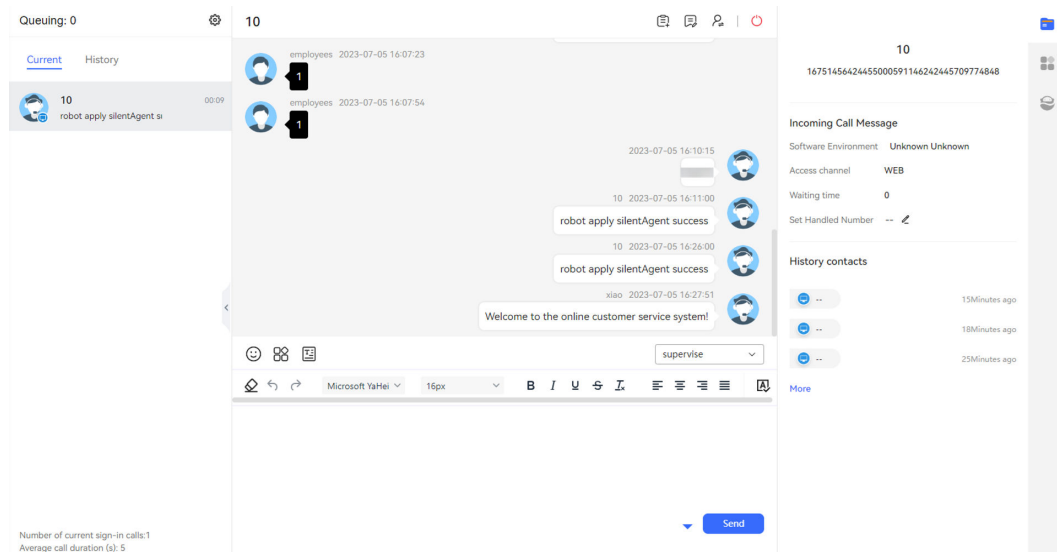 Queuing: 0
Current History
10 00:09
robot apply silentAgent su
Number of current sign-in calls:1
Average call duration (s): 5
10
employees 2023-07-05 16:07:23
1
employees 2023-07-05 16:07:54
1
2023-07-05 16:10:15
10 2023-07-05 16:11:00
robot apply silentAgent success
10 2023-07-05 16:26:00
robot apply silentAgent success
xiao 2023-07-05 16:27:51
Welcome to the online customer service system!
supervise
Microsoft YaHei 16px B I U S
Send
10
16751456424455000591146242445709774848
Incoming Call Message
Software Environment Unknown Unknown
Access channel WEB
Waiting time 0
Set Handled Number --
History contacts
-- 15Minutes ago
-- 18Minutes ago
-- 25Minutes ago
More